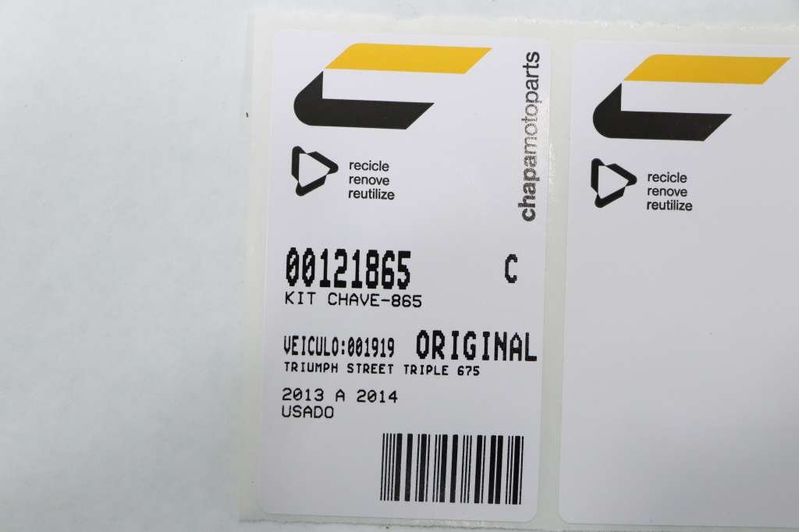 chapamotoparts
recicle
renove
reutilize
00121865 C
KIT CHAVE-865
VEICULO:001919 ORIGINAL
TRIUMPH STREET TRIPLE 675
2013 A 2014
USADO
recicle
renove
reutilize